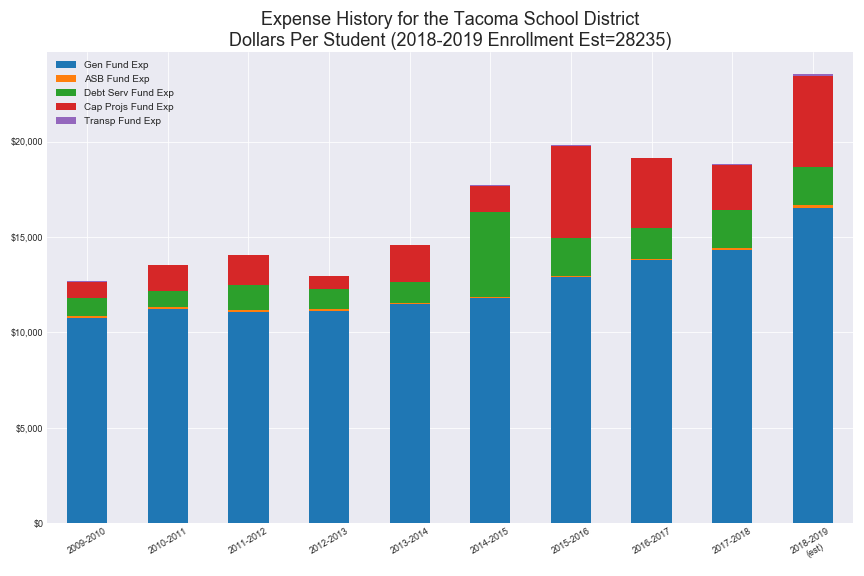 Expense History for the Tacoma School District
Dollars Per Student (2018-2019 Enrollment Est=28235)
Gen Fund Exp
ASB Fund Exp
Debt Serv Fund Exp
Cap Projs Fund Exp
Transp Fund Exp
$20,000
$15,000
$10,000
$5,000
$0
2009-2010
2010-2011
2011-2012
2012-2013
2013-2014
2014-2015
2015-2016
2016-2017
2017-2018
2018-2019
(est)